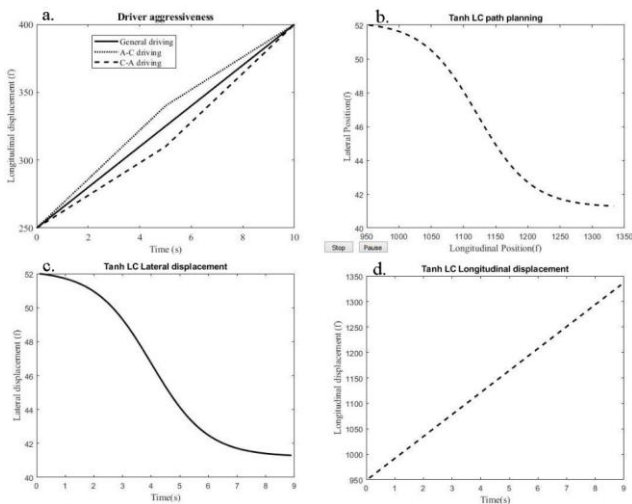 a.
Driver aggressiveness
400
350
300
250
General driving
A-C driving
C-A driving
Longitudinal displacement (f)
0 2 4 6 8 10
Time (s)
b.
Tanh LC path planning
52
50
48
46
44
42
40
Lateral Position(f)
950 1000 1050 1100 1150 1200 1250 1300 1350
Stop Pause Longitudinal Position(f)
c.
Tanh LC Lateral displacement
52
50
48
46
44
42
40
Lateral displacement (f)
0 1 2 3 4 5 6 7 8 9
Time(s)
d.
Tanh LC Longitudinal displacement
1350
1300
1250
1200
1150
1100
1050
1000
950
Longitudinal displacement (f)
0 1 2 3 4 5 6 7 8 9
Time(s)